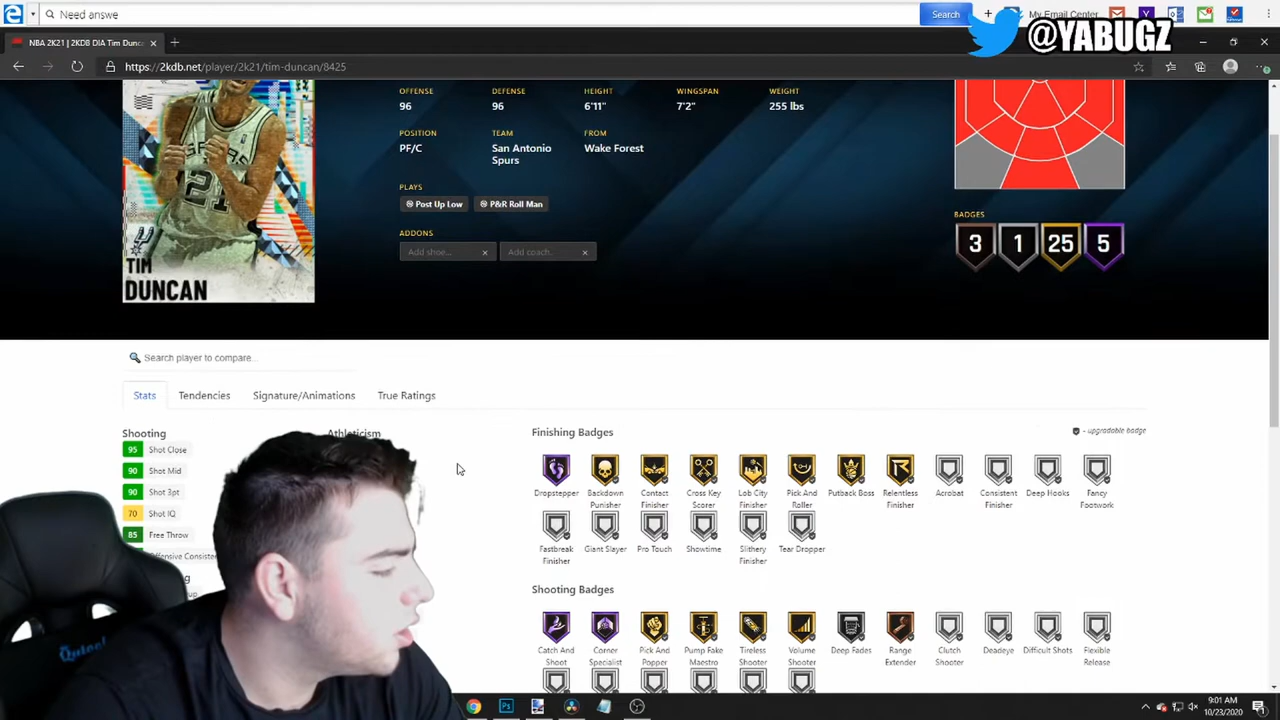 Need answe
Search
My Email Center
@YABUGZ
NBA 2K21 | 2KDB DIA Tim Dunc
https://2kdb.net/player/2k21/tim-duncan/8425
OFFENSE DEFENSE HEIGHT WINGSPAN WEIGHT
96 96 6'11" 7'2" 255 lbs
POSITION TEAM FROM
PF/C San Antonio Spurs Wake Forest
PLAYS
Post Up Low P&R Roll Man
ADDONS
Add shoe... Add coach.
21
TIM
DUNCAN
BADGES
3 1 25 5
Search player to compare...
Stats Tendencies Signature/Animations True Ratings
Shooting
95 Shot Close
90 Shot Mid
90 Shot 3pt
70 Shot IQ
85 Free Throw
Offensive Consiste
Athleticism
Finishing Badges
- upgradable badge
Dropstepper Backdown Punisher Contact Finisher Cross Key Scorer Lob City Finisher Pick And Roller Putback Boss Relentless Finisher Acrobat Consistent Finisher Deep Hooks Fancy Footwork
Fastbreak Finisher Giant Slayer Pro Touch Showtime Slithery Finisher Tear Dropper
Shooting Badges
Catch And Shoot Corner Specialist Pick And Popper Pump Fake Maestro Tireless Shooter Volume Shooter Deep Fades Range Extender Clutch Shooter Deadeye Difficult Shots Flexible Release
9:01 AM
10/23/2020